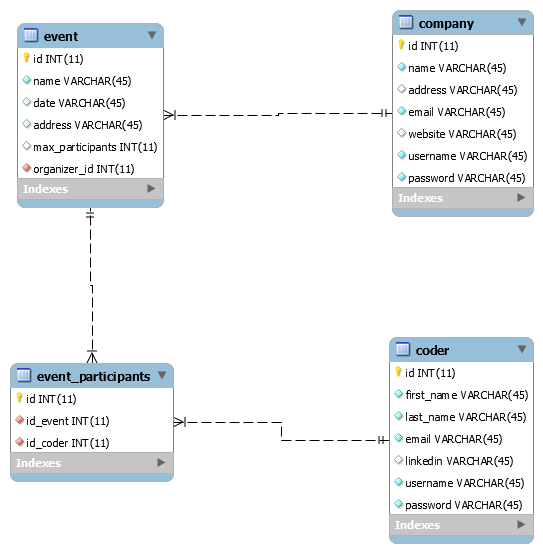 event
id INT(11)
name VARCHAR(45)
date VARCHAR(45)
address VARCHAR(45)
max_participants INT(11)
organizer_id INT(11)
Indexes
company
id INT(11)
name VARCHAR(45)
address VARCHAR(45)
email VARCHAR(45)
website VARCHAR(45)
username VARCHAR(45)
password VARCHAR(45)
Indexes
event_participants
id INT(11)
id_event INT(11)
id_coder INT(11)
Indexes
coder
id INT(11)
first_name VARCHAR(45)
last_name VARCHAR(45)
email VARCHAR(45)
linkedin VARCHAR(45)
username VARCHAR(45)
password VARCHAR(45)
Indexes